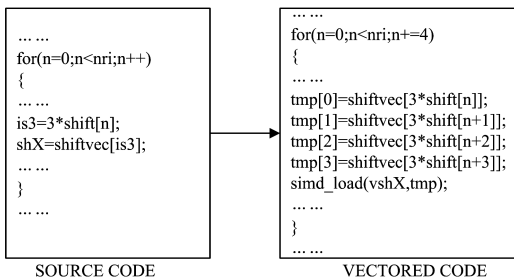 ... ...
for(n=0;n<nri;n++)
{
... ...
is3=3*shift[n];
shX=shiftvec[is3];
... ...
}
... ...
SOURCE CODE
... ...
for(n=0;n<nri;n+=4)
{
... ...
tmp[0]=shiftvec[3*shift[n]];
tmp[1]=shiftvec[3*shift[n+1]];
tmp[2]=shiftvec[3*shift[n+2]];
tmp[3]=shiftvec[3*shift[n+3]];
simd_load(vshX,tmp);
... ...
}
... ...
VECTORED CODE